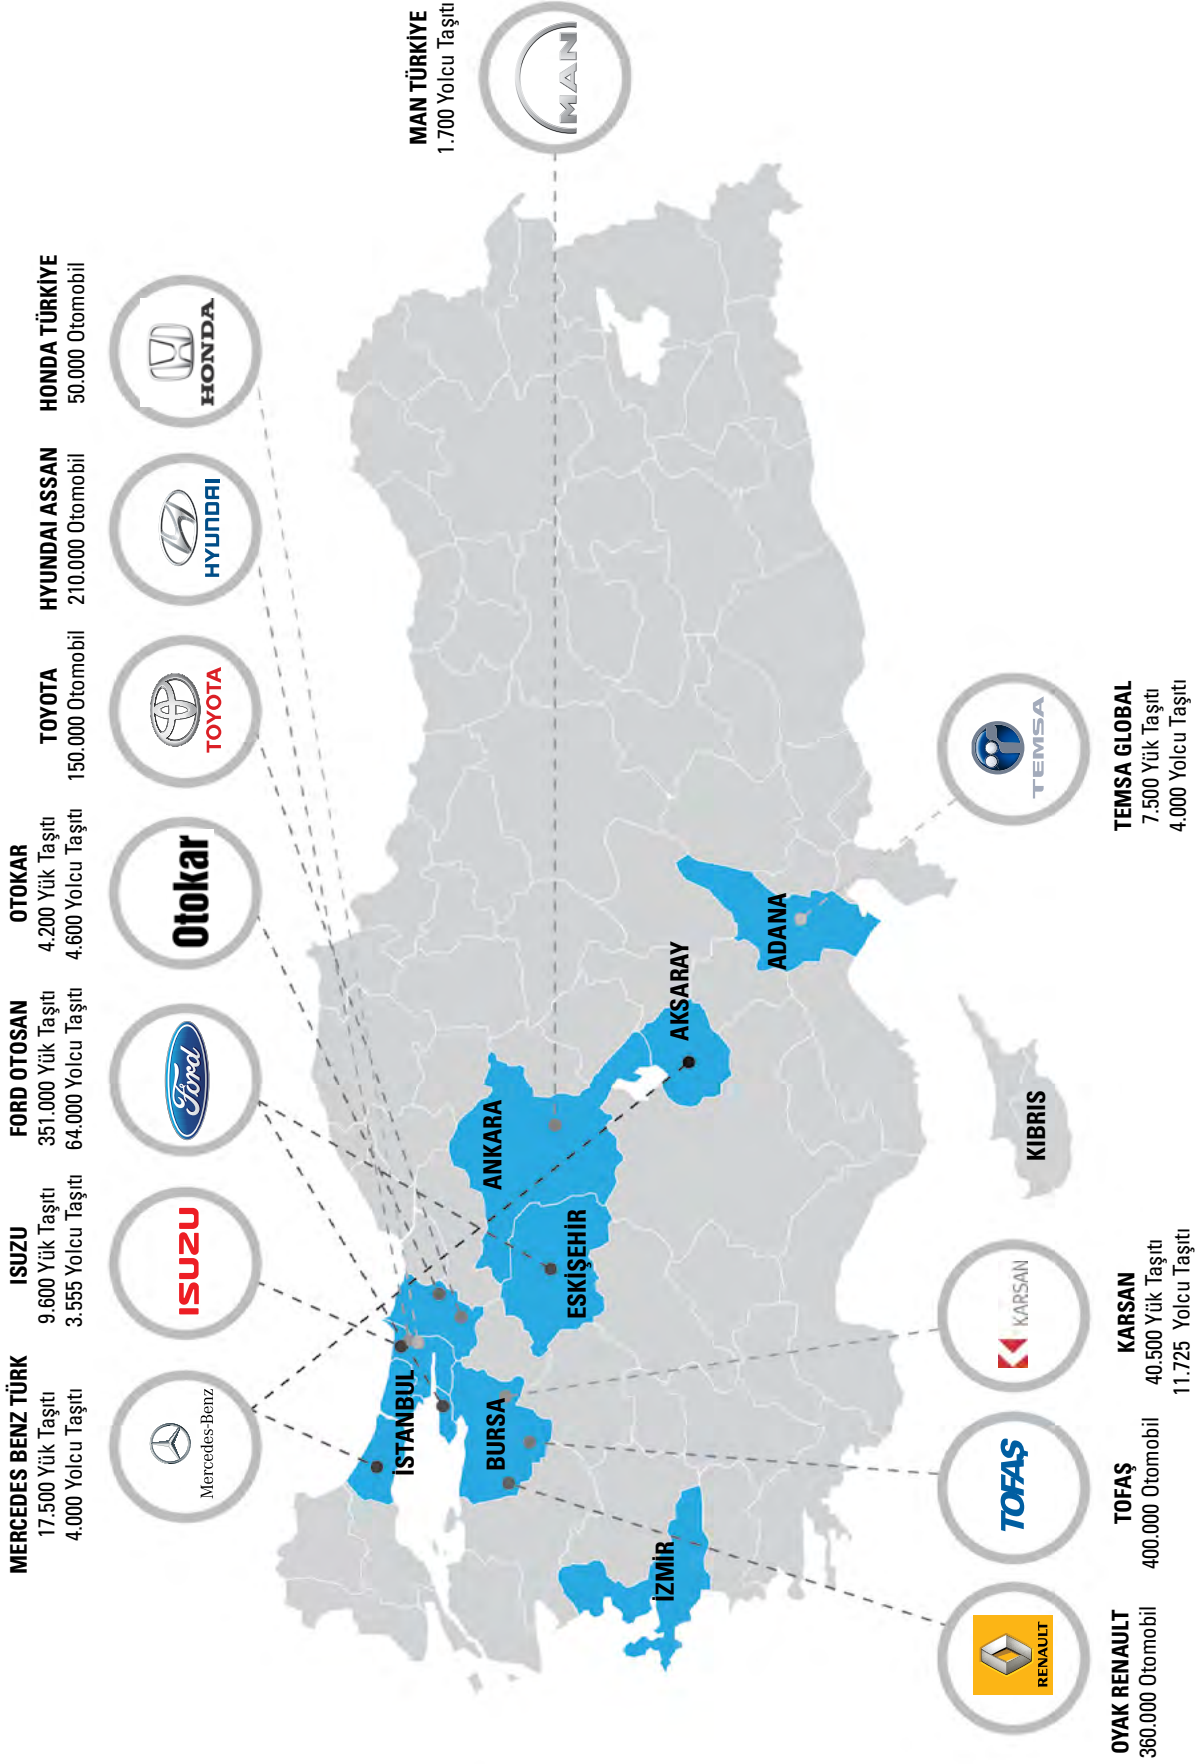 MERCEDES BENZ TÜRK
17.500 Yük Taşıtı
4.000 Yolcu Taşıtı
Mercedes-Benz
ISUZU
9.600 Yük Taşıtı
3.555 Yolcu Taşıtı
ISUZU
FORD OTOSAN
351.000 Yük Taşıtı
64.000 Yolcu Taşıtı
Ford
OTOKAR
4.200 Yük Taşıtı
4.600 Yolcu Taşıtı
Otokar
TOYOTA
150.000 Otomobil
TOYOTA
HYUNDAI ASSAN
210.000 Otomobil
HYUNDAI
HONDA TÜRKİYE
50.000 Otomobil
HONDA
MAN TÜRKİYE
1.700 Yolcu Taşıtı
MAN
İSTANBUL
BURSA
ESKİŞEHİR
ANKARA
İZMİR
AKSARAY
ADANA
KIBRIS
RENAULT
OYAK RENAULT
360.000 Otomobil
TOFAŞ
TOFAŞ
400.000 Otomobil
KARSAN
KARSAN
40.500 Yük Taşıtı
11.725 Yolcu Taşıtı
TEMSA
TEMSA GLOBAL
7.500 Yük Taşıtı
4.000 Yolcu Taşıtı